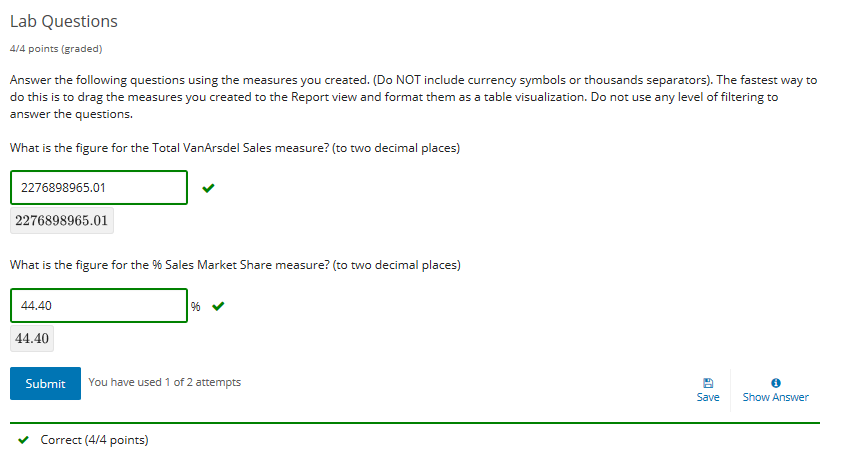 Lab Questions
4/4 points (graded)
Answer the following questions using the measures you created. (Do NOT include currency symbols or thousands separators). The fastest way to
do this is to drag the measures you created to the Report view and format them as a table visualization. Do not use any level of filtering to
answer the questions.
What is the figure for the Total VanArsdel Sales measure? (to two decimal places)
2276898965.01
2276898965.01
What is the figure for the % Sales Market Share measure? (to two decimal places)
44.40 %
44.40
Submit You have used 1 of 2 attempts
Save Show Answer
Correct (4/4 points)